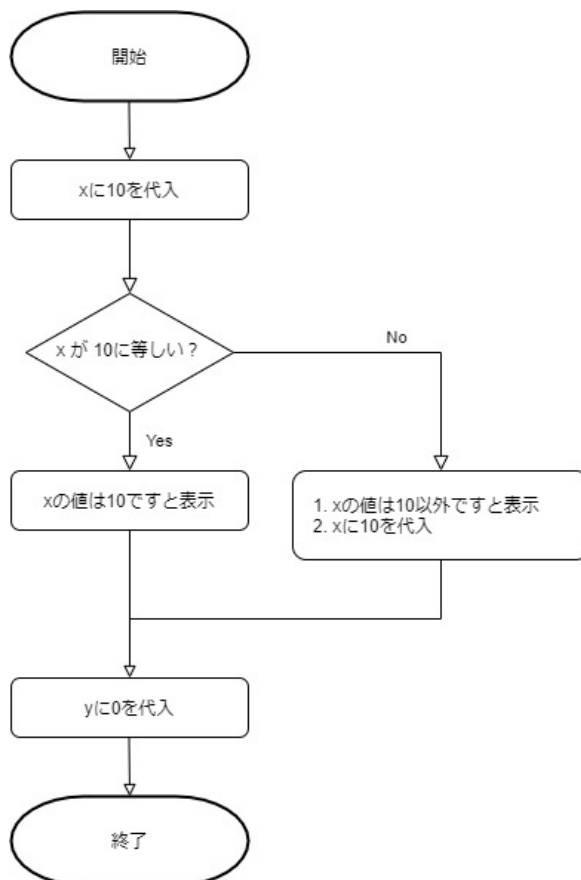 開始
xに10を代入
x が 10に等しい？
No
Yes
xの値は10ですと表示
1. xの値は10以外ですと表示
2. xに10を代入
yに0を代入
終了